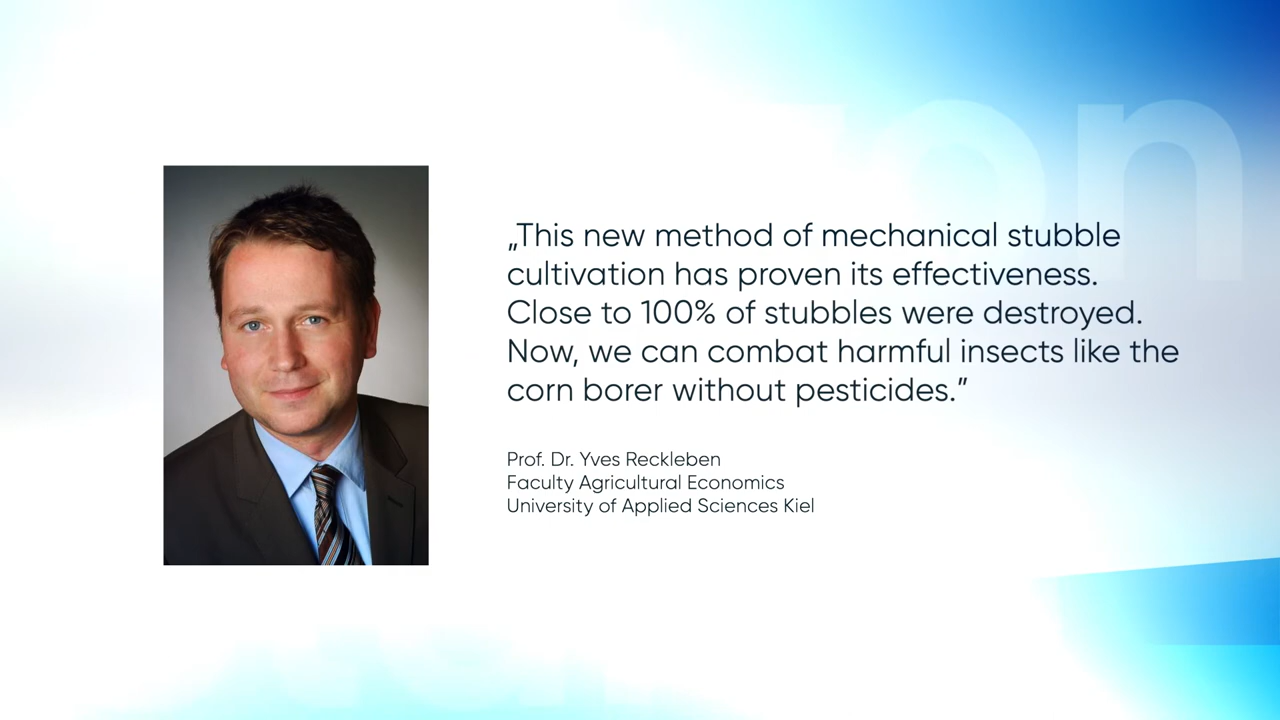 „This new method of mechanical stubble
cultivation has proven its effectiveness.
Close to 100% of stubbles were destroyed.
Now, we can combat harmful insects like the
corn borer without pesticides.”
Prof. Dr. Yves Reckleben
Faculty Agricultural Economics
University of Applied Sciences Kiel